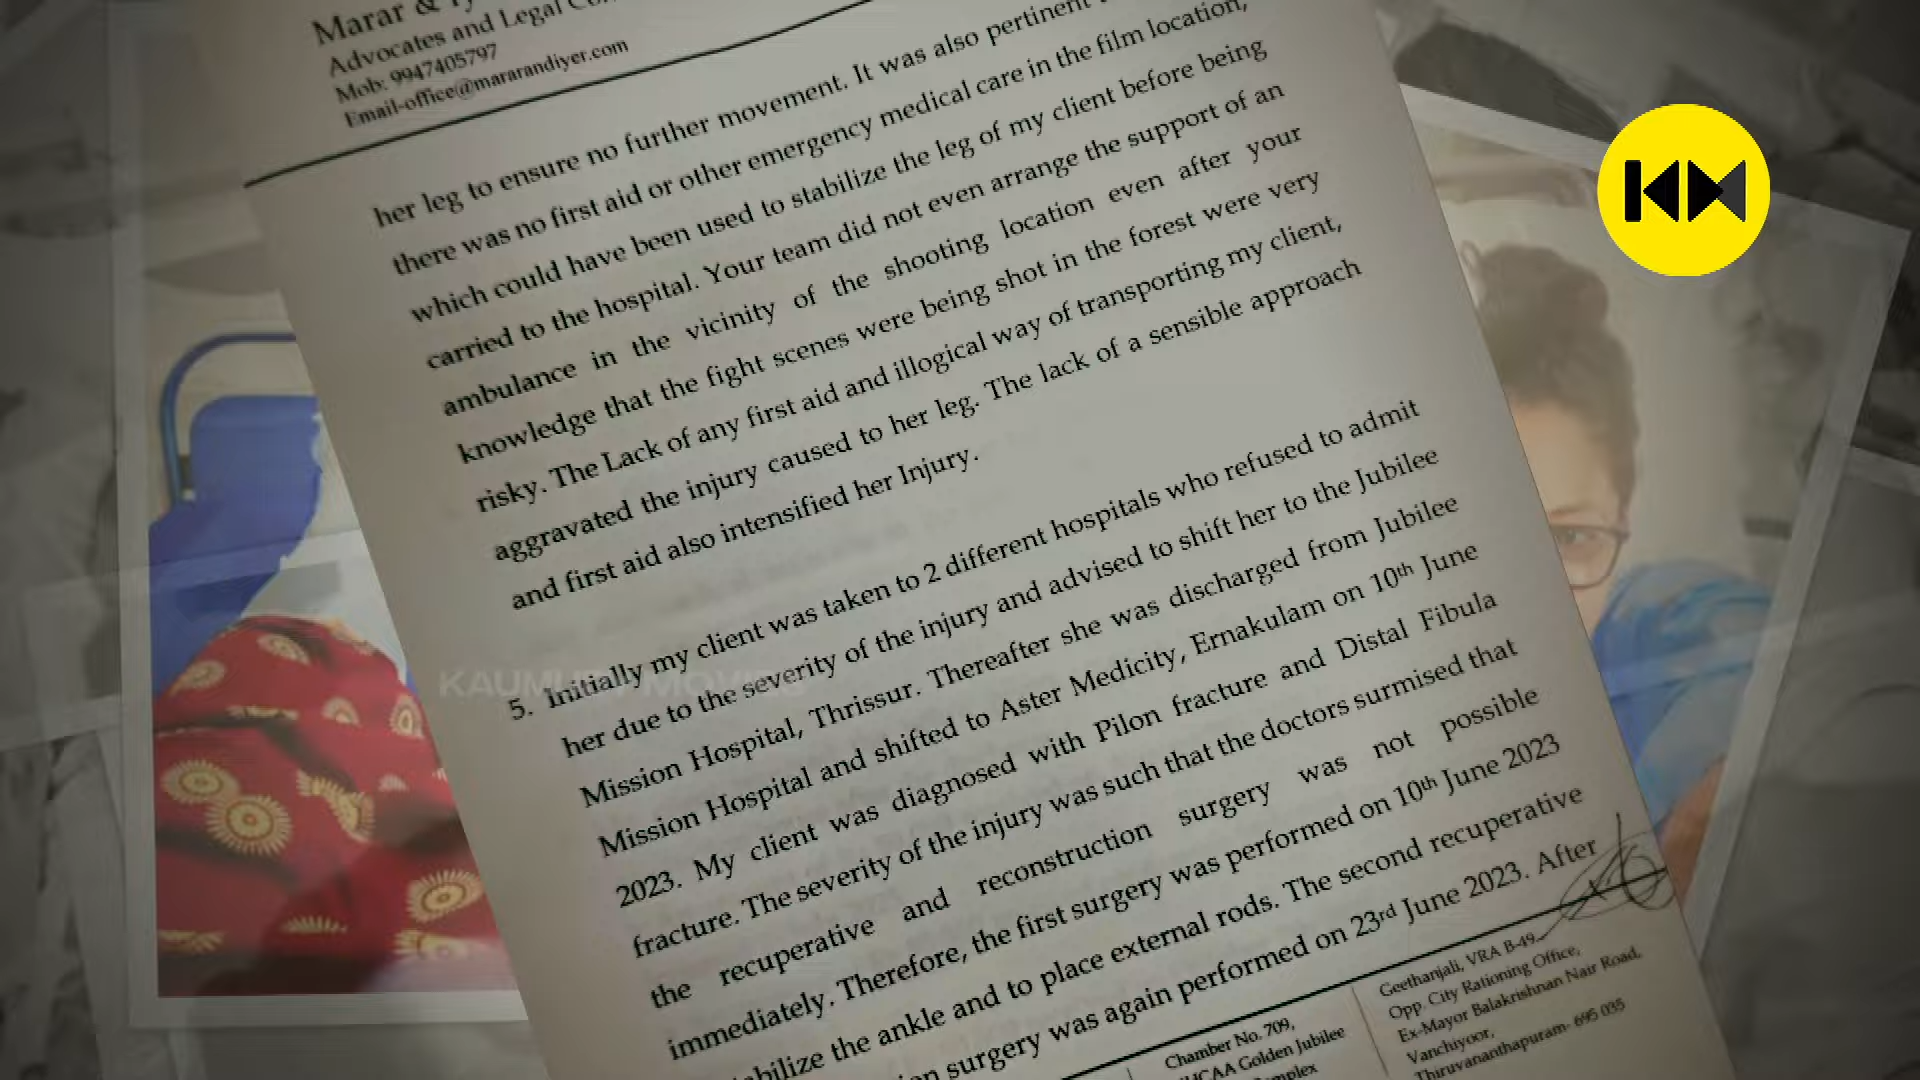 Marar &
Advocates and Legal
Mob: 9947405797
Email-office@mararandiyer.com
her leg to ensure no further movement. It was also pertinent
there was no first aid or other emergency medical care in the film location,
which could have been used to stabilize the leg of my client before being
carried to the hospital. Your team did not even arrange the support of an
ambulance in the vicinity of the shooting location even after your
knowledge that the fight scenes were being shot in the forest were very
risky. The Lack of any first aid and illogical way of transporting my client,
aggravated the injury caused to her leg. The lack of a sensible approach
and first aid also intensified her Injury.
5. Initially my client was taken to 2 different hospitals who refused to admit
her due to the severity of the injury and advised to shift her to the Jubilee
Mission Hospital, Thrissur. Thereafter she was discharged from Jubilee
Mission Hospital and shifted to Aster Medicity, Ernakulam on 10th June
2023. My client was diagnosed with Pilon fracture and Distal Fibula
fracture. The severity of the injury was such that the doctors surmised that
the recuperative and reconstruction surgery was not possible
immediately. Therefore, the first surgery was performed on 10th June 2023
the ankle and to place external rods. The second recuperative
surgery was again performed on 23rd June 2023. After
Chamber No. 709,
Golden Jubilee
Geethanjali, VRA B-49,
Opp. City Rationing Office,
Ex-Mayor Balakrishnan Nair Road,
Vanchiyoor,
Thiruvananthapuram- 695 035
KM